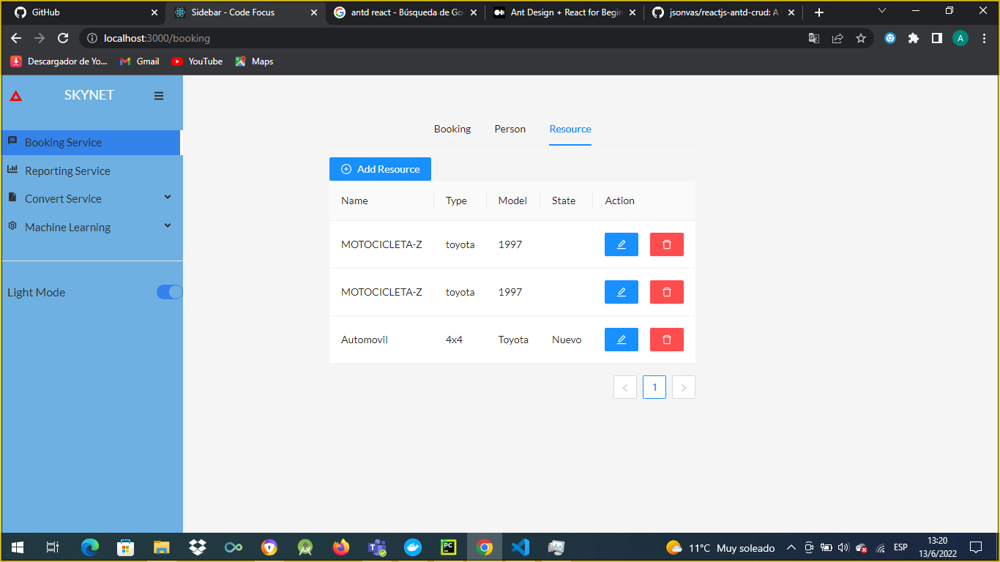 GitHub
Sidebar - Code Focus
antd react - Búsqueda de Go
Ant Design + React for Begin
jsonvas/reactjs-antd-crud: A
localhost:3000/booking
A
Descargador de Yo...
Gmail
YouTube
Maps
SKYNET
Booking Service
Reporting Service
Convert Service
Machine Learning
Light Mode
Booking Person Resource
Add Resource
Name Type Model State Action
MOTOCICLETA-Z toyota 1997
MOTOCICLETA-Z toyota 1997
Automovil 4x4 Toyota Nuevo
< 1 >
PC
11°C Muy soleado
ESP
13:20
13/6/2022